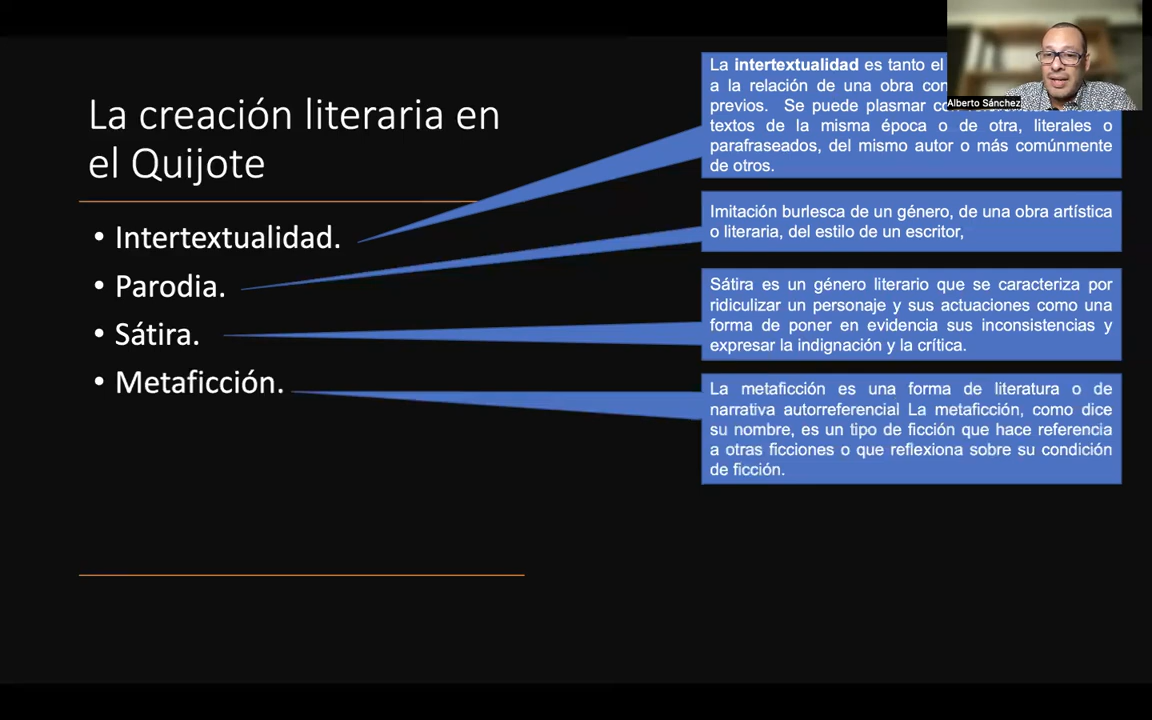 La creación literaria en
el Quijote
• Intertextualidad.
• Parodia.
• Sátira.
• Metaficción.
La intertextualidad es tanto el
a la relación de una obra con
previos. Se puede plasmar
textos de la misma época o de otra, literales o
parafraseados, del mismo autor o más comúnmente
de otros.
Imitación burlesca de un género, de una obra artística
o literaria, del estilo de un escritor,
Sátira es un género literario que se caracteriza por
ridiculizar un personaje y sus actuaciones como una
forma de poner en evidencia sus inconsistencias y
expresar la indignación y la crítica.
La metaficción es una forma de literatura o de
narrativa autorreferencial La metaficción, como dice
su nombre, es un tipo de ficción que hace referencia
a otras ficciones o que reflexiona sobre su condición
de ficción.
Alberto Sánchez